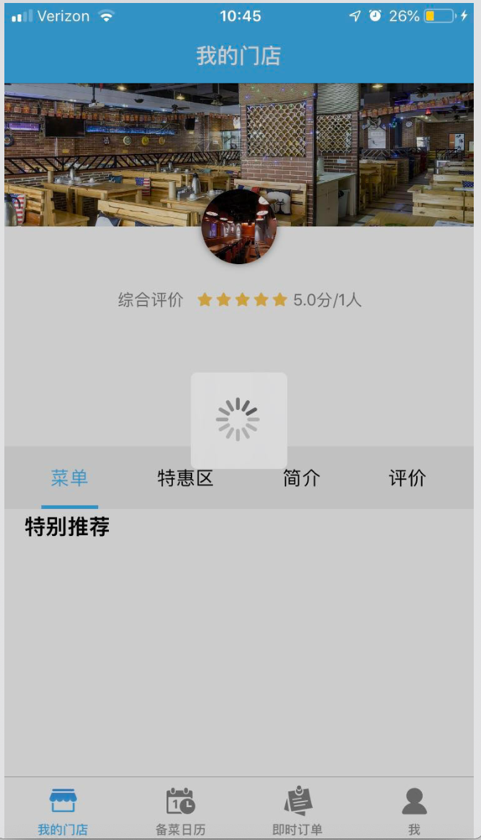 Verizon 10:45 26%
我的门店
综合评价 5.0分/1人
菜单 特惠区 简介 评价
特别推荐
1
我的门店 备菜日历 即时订单 我